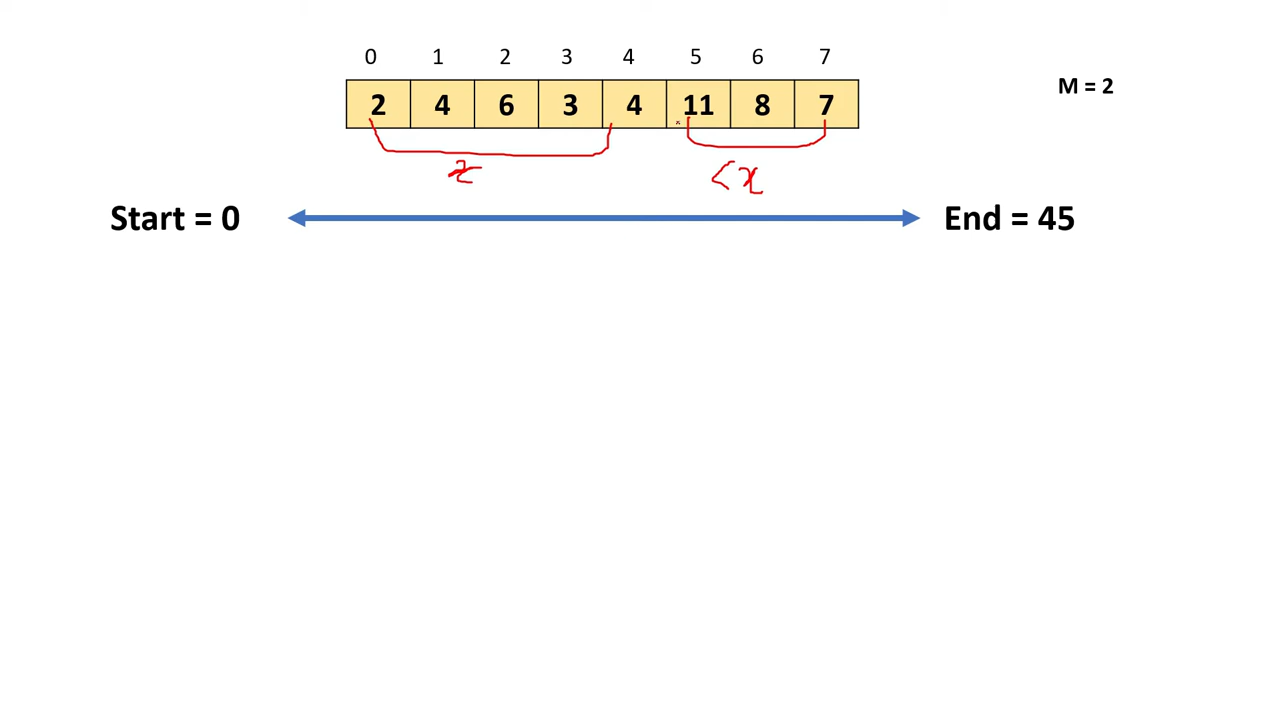 0 1 2 3 4 5 6 7
2 4 6 3 4 11 8 7
M = 2
x
<x
Start = 0
End = 45